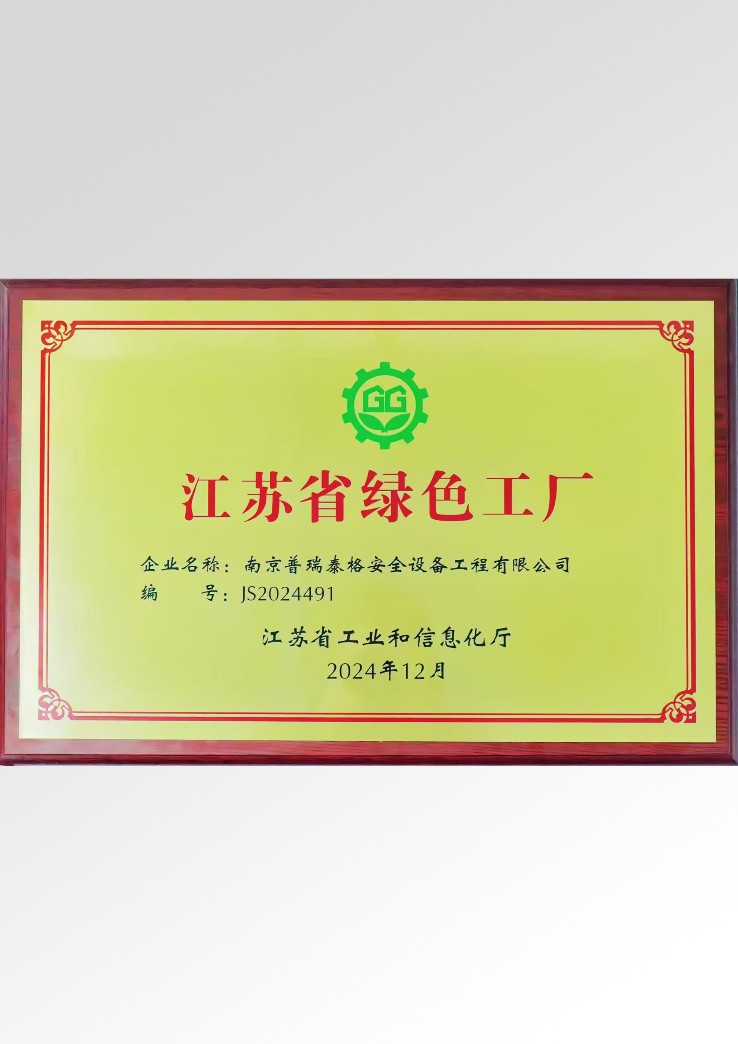 GG
江苏省绿色工厂
企业名称：南京普瑞泰格安全设备工程有限公司
编　　号：JS2024491
江苏省工业和信息化厅
2024年12月